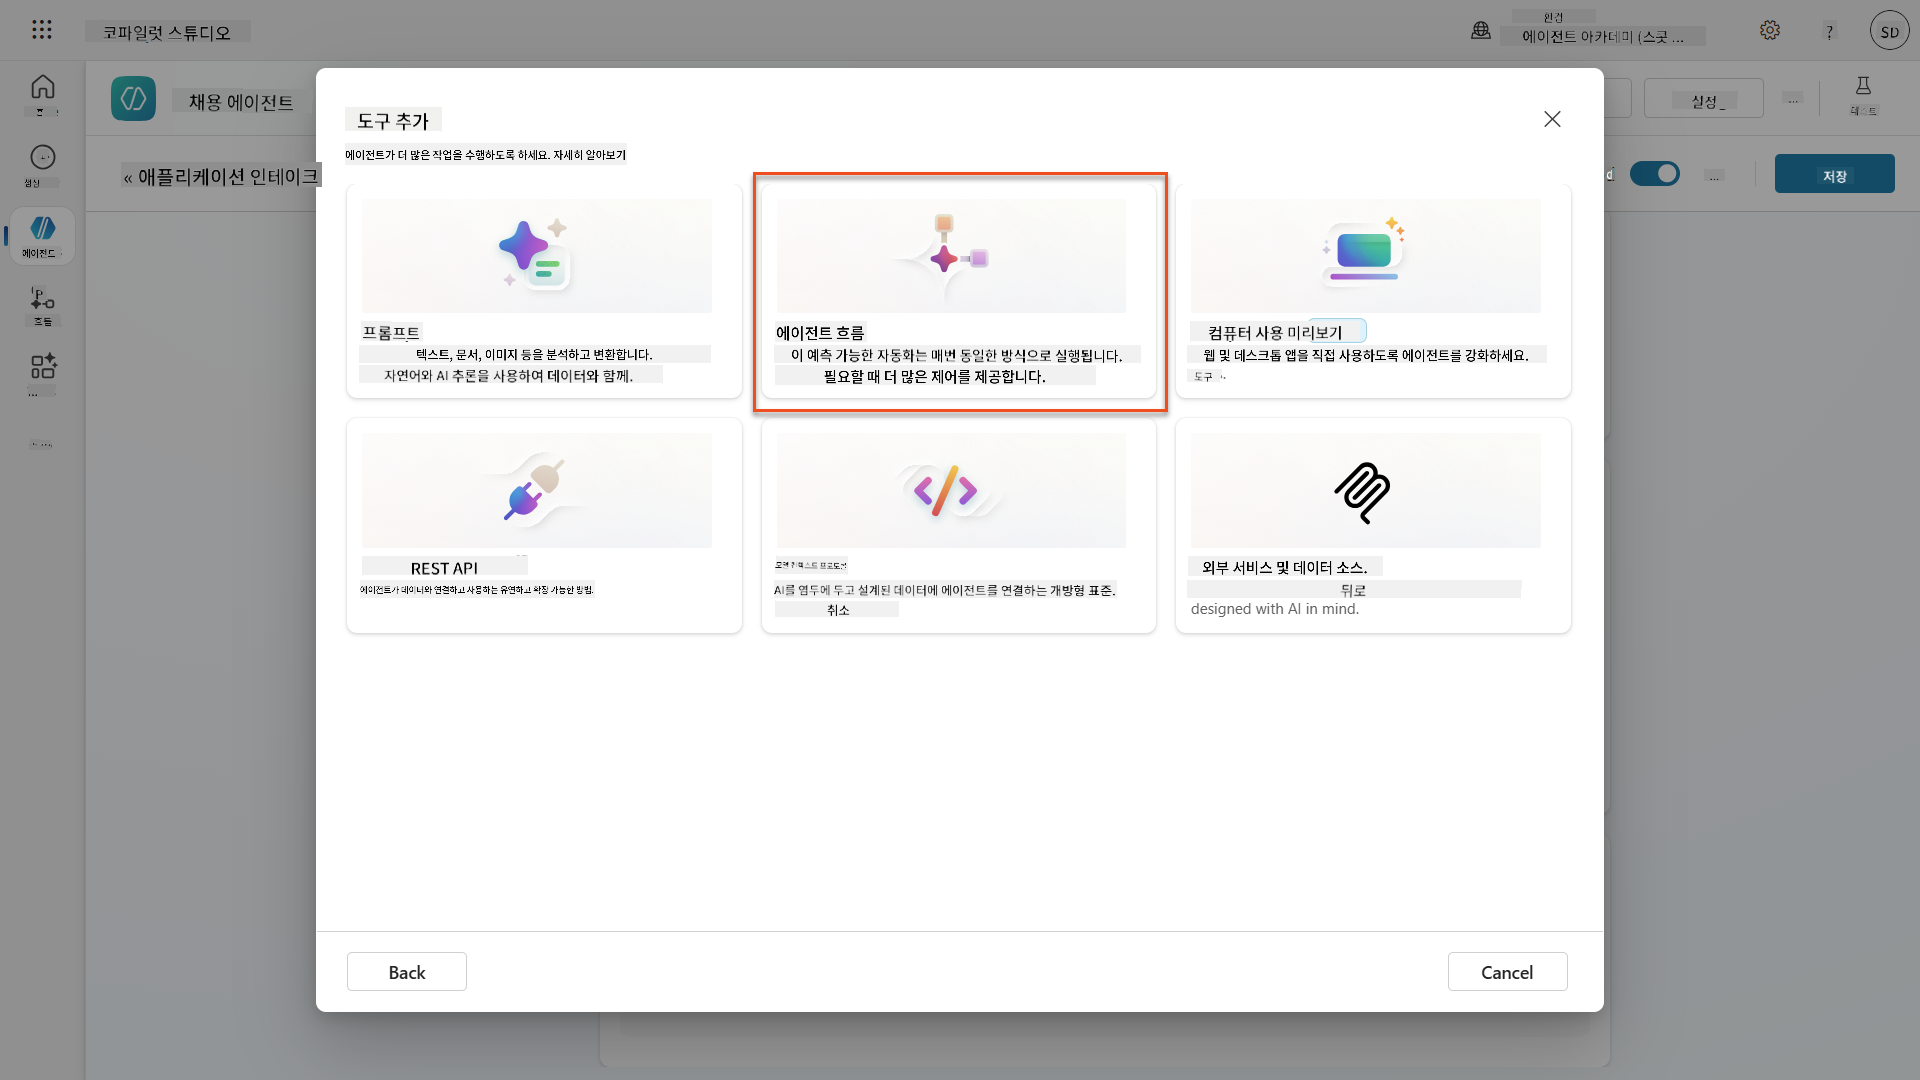 코파일럿 스튜디오
환경
에이전트 아카데미 (스굿 ...
?
SD
채용 에이전트
설정
...
테스트
« 애플리케이션 인테이크
d
...
저장
생성
에이전트
흐름
...
도구 추가
에이전트가 더 많은 작업을 수행하도록 하세요. 자세히 알아보기
프롬프트
텍스트, 문서, 이미지 등을 분석하고 변환합니다.
자연어와 AI 추론을 사용하여 데이터와 함께.
에이전트 흐름
이 예측 가능한 자동화는 매번 동일한 방식으로 실행됩니다.
필요할 때 더 많은 제어를 제공합니다.
컴퓨터 사용 미리보기
웹 및 데스크톱 앱을 직접 사용하도록 에이전트를 강화하세요.
도구
REST API
에이전트가 데이터와 연결하고 사용하는 유연하고 확장 가능한 방법.
모델 컨텍스트 프로토콜
AI를 염두에 두고 설계된 데이터에 에이전트를 연결하는 개방형 표준.
취소
외부 서비스 및 데이터 소스.
뒤로
designed with AI in mind.
Back
Cancel